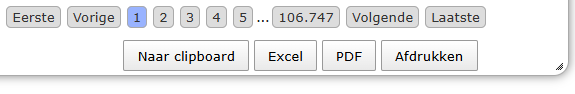 Eerste Vorige 1 2 3 4 5 ... 106.747 Volgende Laatste
Naar clipboard Excel PDF Afdrukken